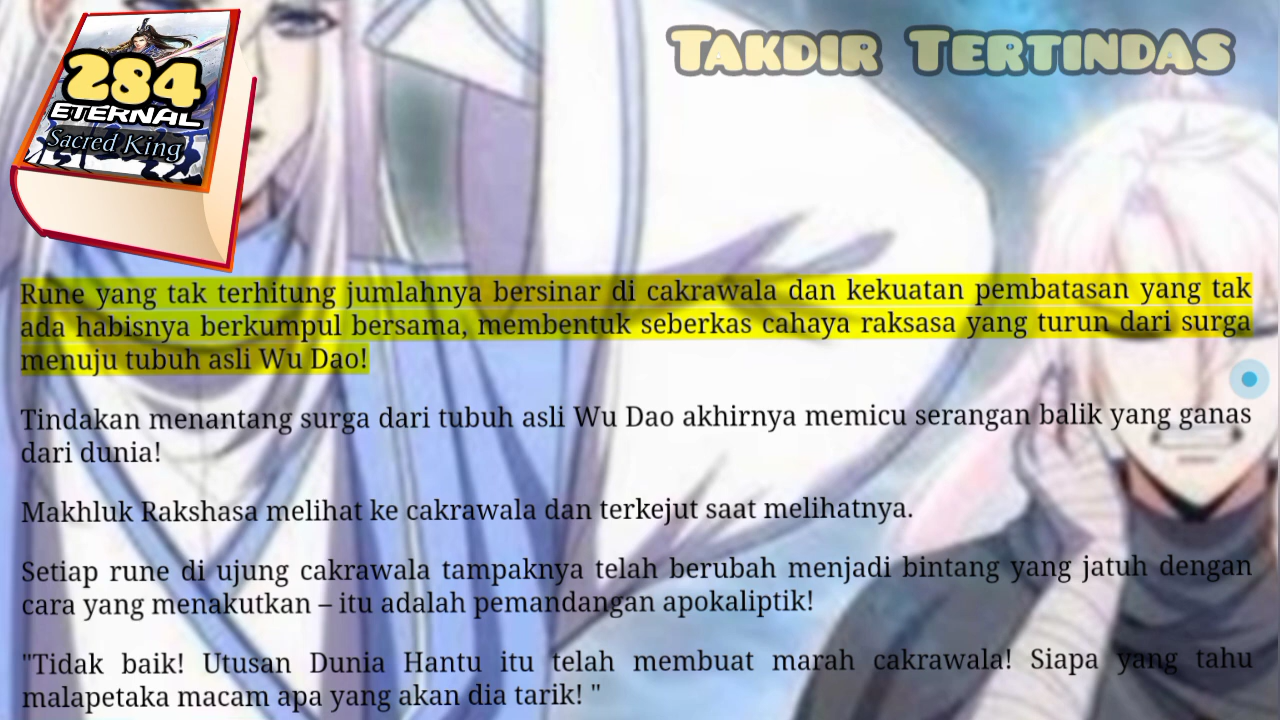 284
ETERNAL
Sacred King
TAKDIR TERTINDAS
Rune yang tak terhitung jumlahnya bersinar di cakrawala dan kekuatan pembatasan yang tak
ada habisnya berkumpul bersama, membentuk seberkas cahaya raksasa yang turun dari surga
menuju tubuh asli Wu Dao!
Tindakan menantang surga dari tubuh asli Wu Dao akhirnya memicu serangan balik yang ganas
dari dunia!
Makhluk Rakshasa melihat ke cakrawala dan terkejut saat melihatnya.
Setiap rune di ujung cakrawala tampaknya telah berubah menjadi bintang yang jatuh dengan
cara yang menakutkan – itu adalah pemandangan apokaliptik!
"Tidak baik! Utusan Dunia Hantu itu telah membuat marah cakrawala! Siapa yang tahu
malapetaka macam apa yang akan dia tarik! "